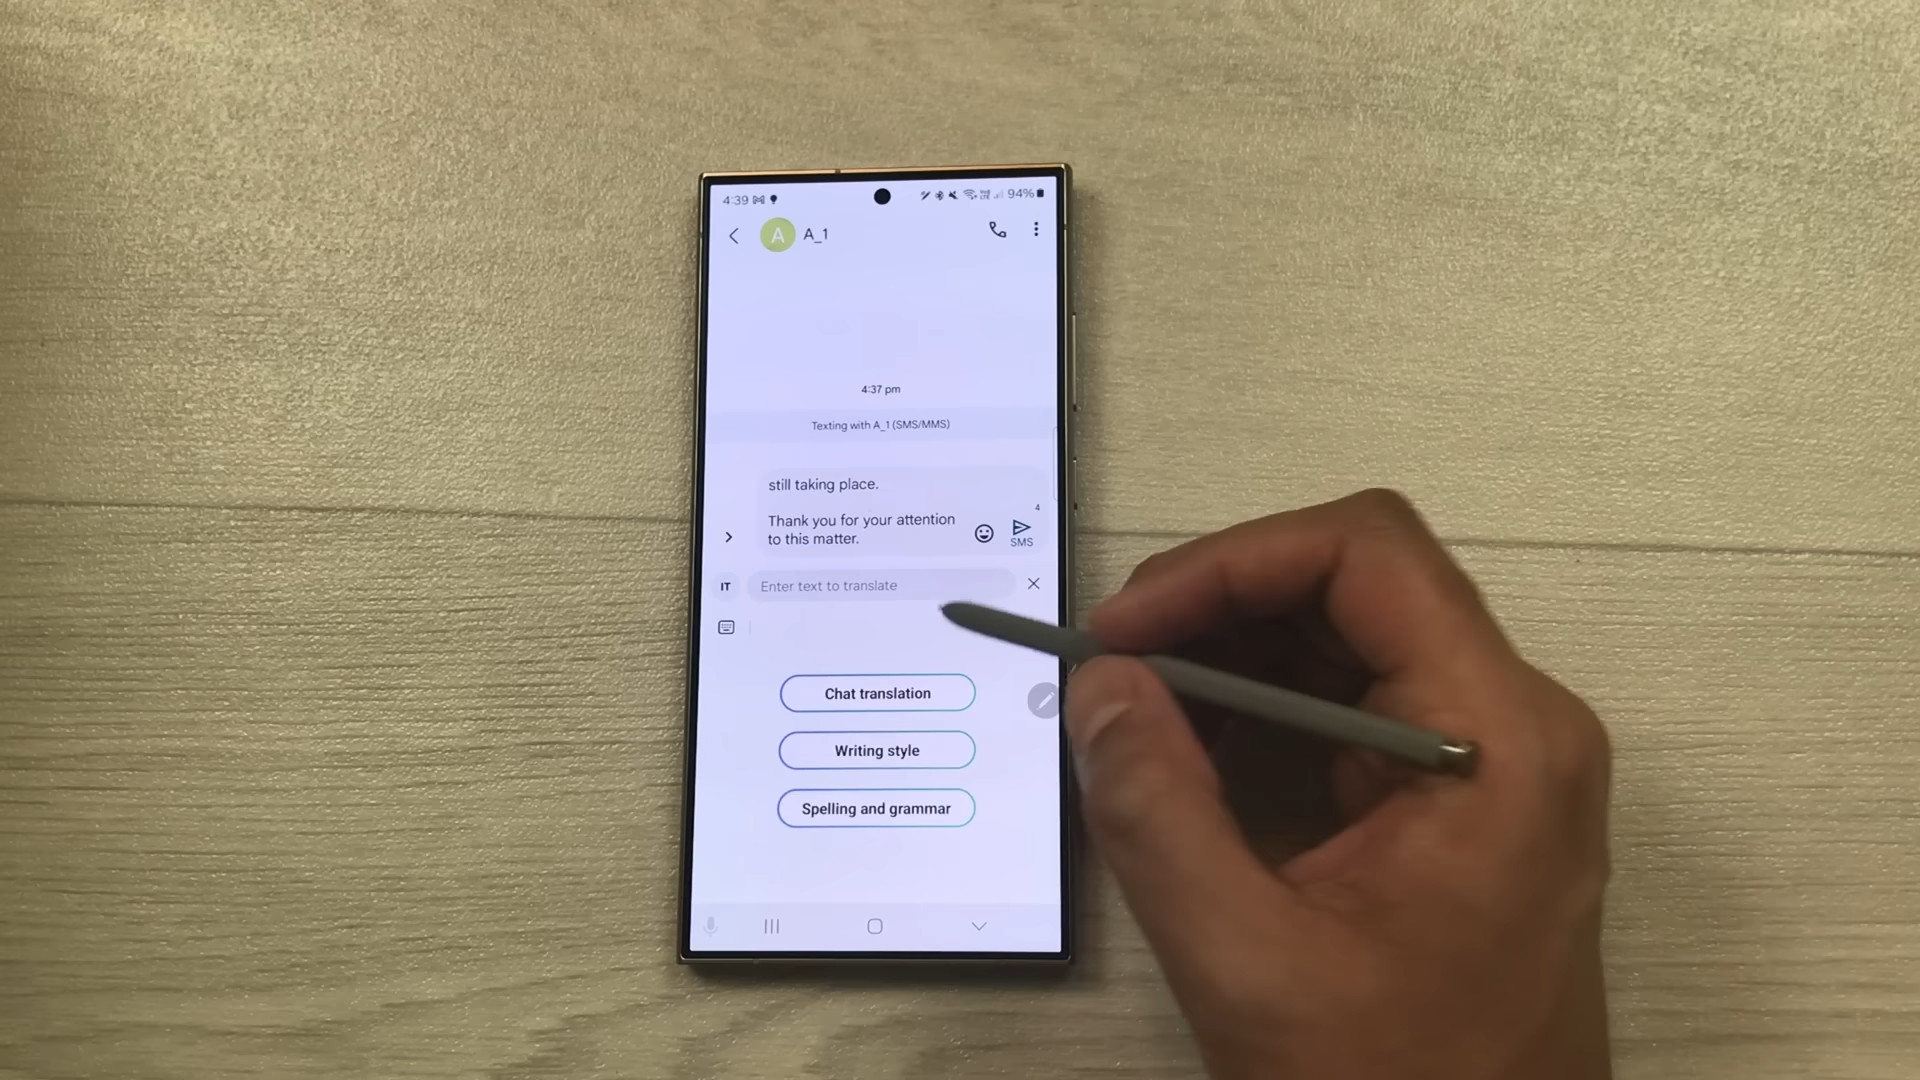 4:39 94%
A A_1
4:37 pm
Texting with A_1 (SMS/MMS)
still taking place.
Thank you for your attention
to this matter.
4
SMS
IT Enter text to translate
Chat translation
Writing style
Spelling and grammar